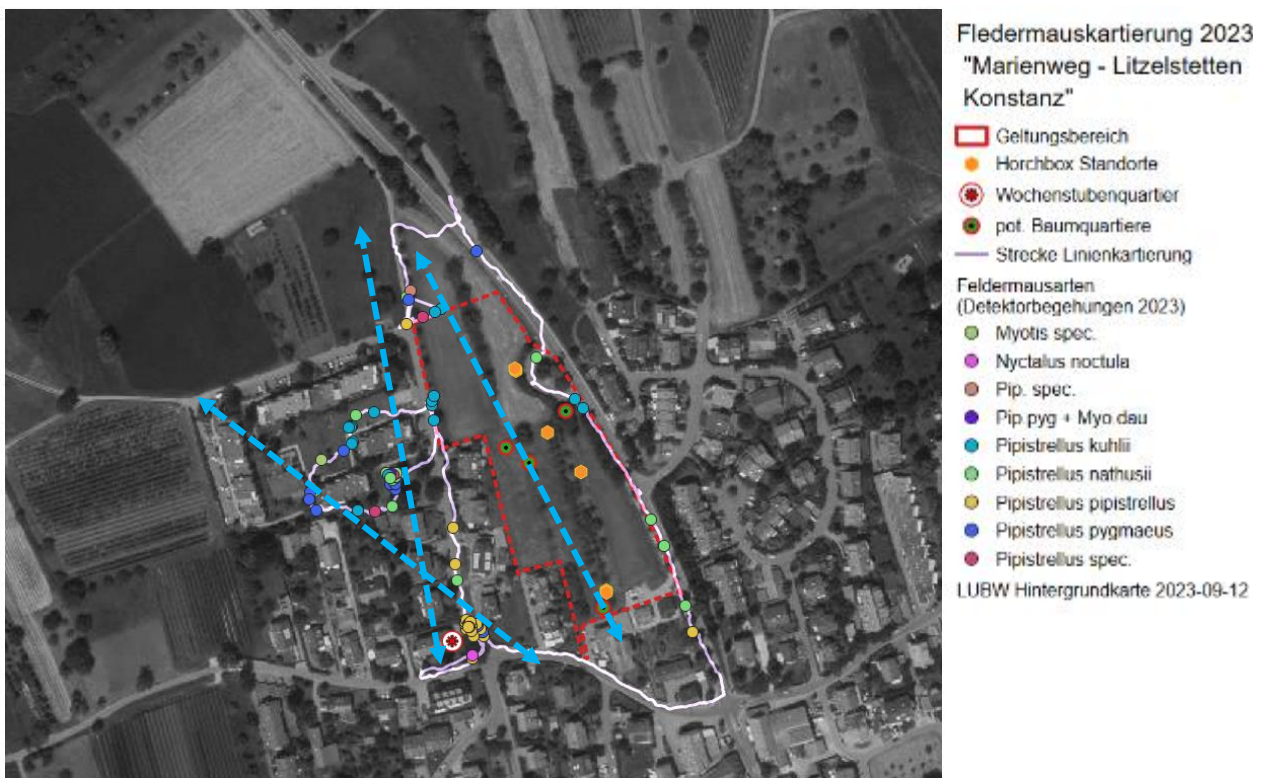 Fledermauskartierung 2023
"Marienweg - Litzelstetten
Konstanz"
Geltungsbereich
Horchbox Standorte
Wochenstubenquartier
pot. Baumquartiere
Strecke Linienkartierung
Feldermausarten
(Detektorbegehungen 2023)
Myotis spec.
Nyctalus noctula
Pip. spec.
Pip.pyg + Myo dau
Pipistrellus kuhlii
Pipistrellus nathusii
Pipistrellus pipistrellus
Pipistrellus pygmaeus
Pipistrellus spec.
LUBW Hintergrundkarte 2023-09-12